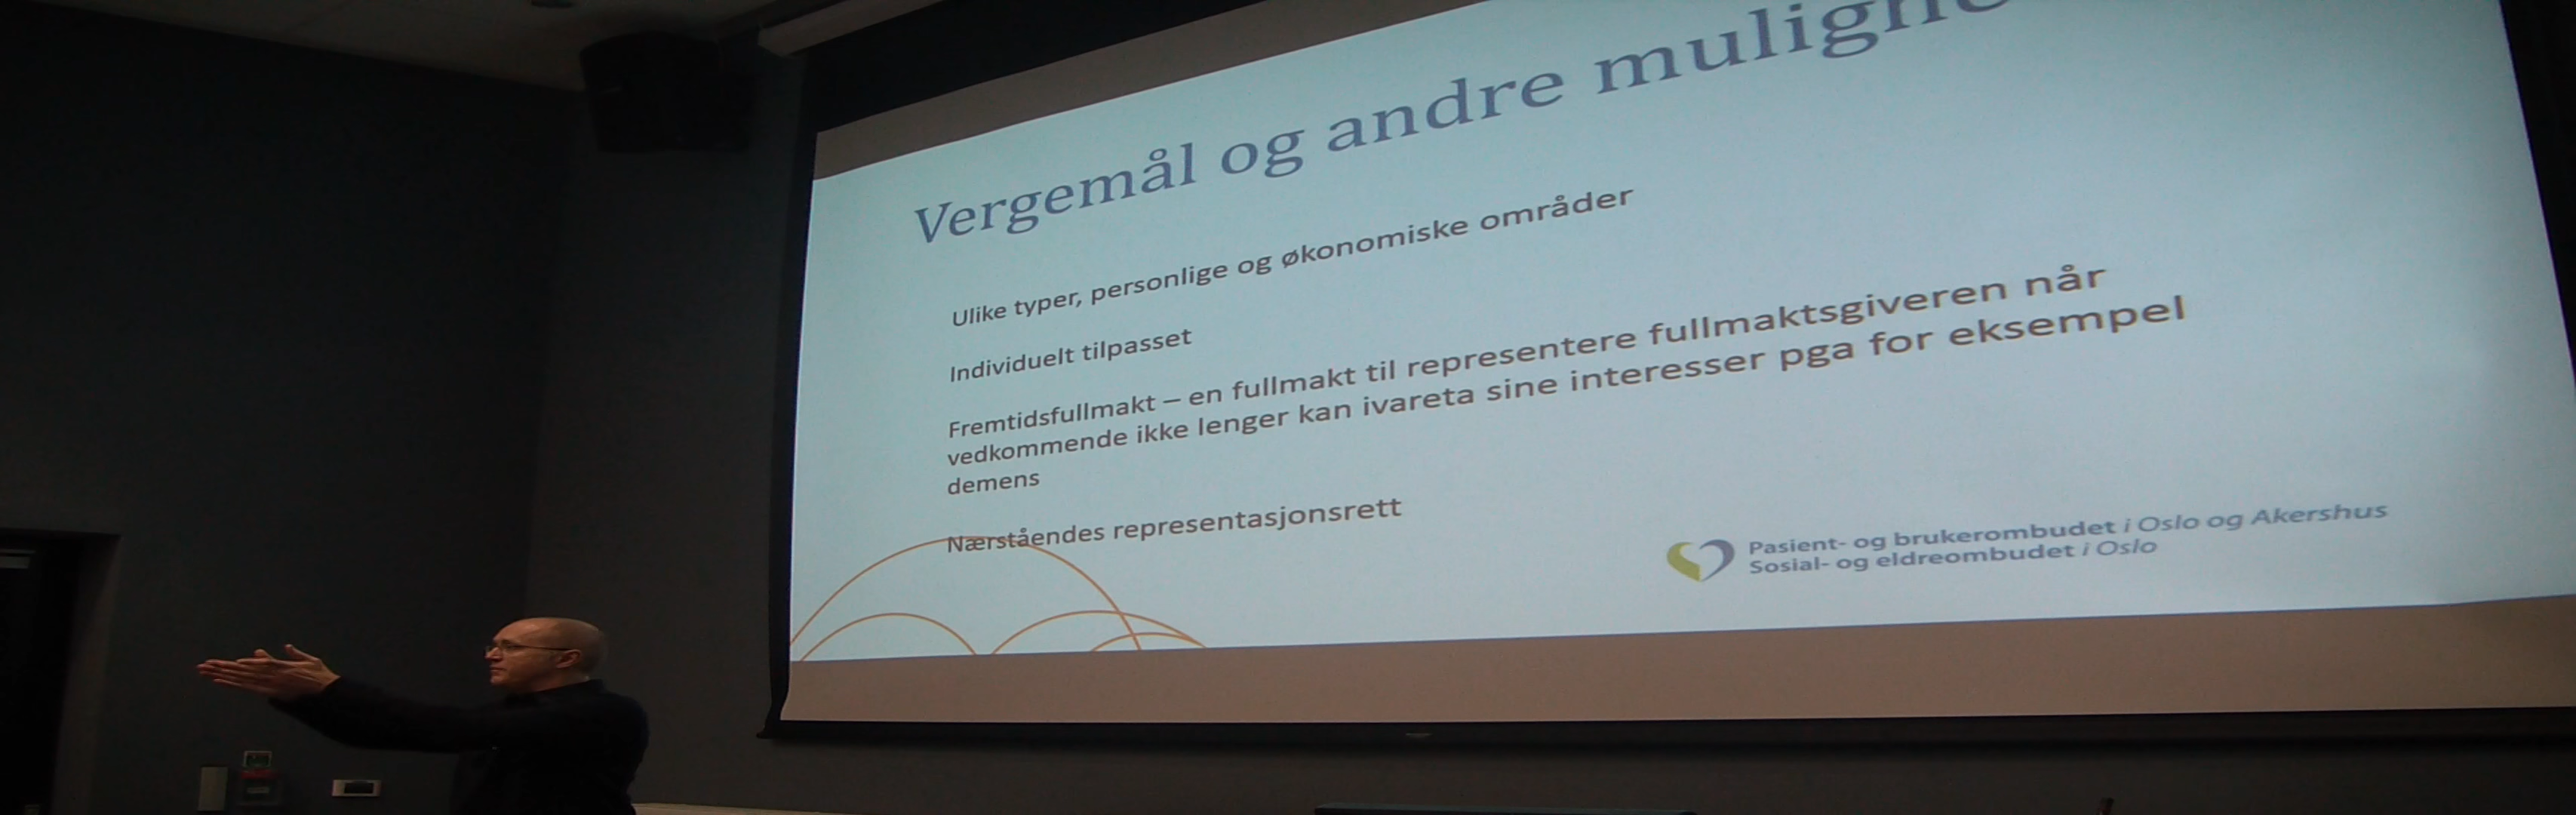 Vergemål og andre
Ulike typer, personlige og økonomiske områder
Individuelt tilpasset
Fremtidsfullmakt – en fullmakt til representere fullmaktsgiveren når
vedkommende ikke lenger kan ivareta sine interesser pga for eksempel
demens
Nærståendes representasjonsrett
Pasient- og brukerombudet i Oslo og Akershus
Sosial- og eldreombudet i Oslo